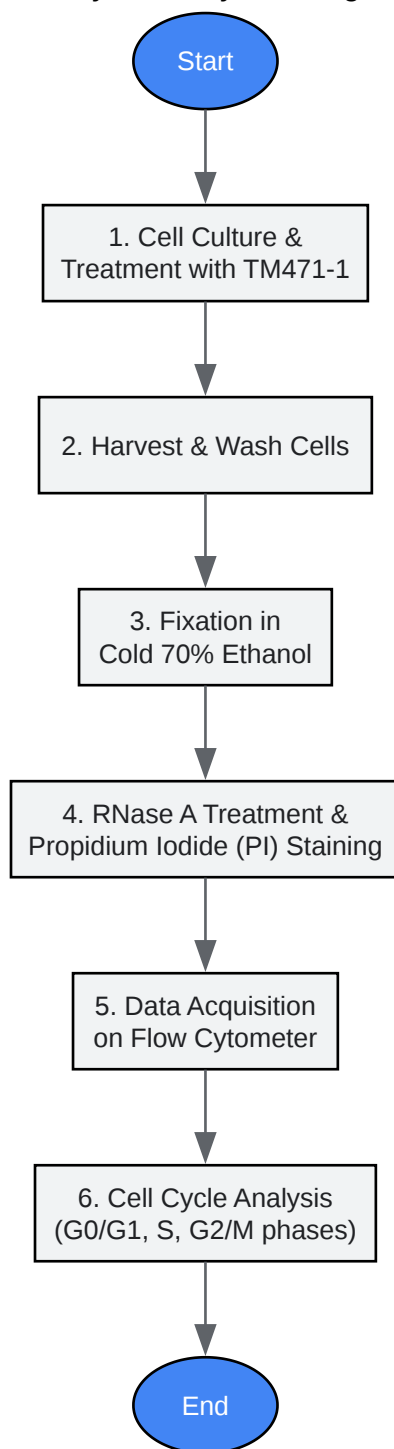 Start
1. Cell Culture &
Treatment with TM471-1
2. Harvest & Wash Cells
3. Fixation in
Cold 70% Ethanol
4. RNase A Treatment &
Propidium Iodide (PI) Staining
5. Data Acquisition
on Flow Cytometer
6. Cell Cycle Analysis
(G0/G1, S, G2/M phases)
End